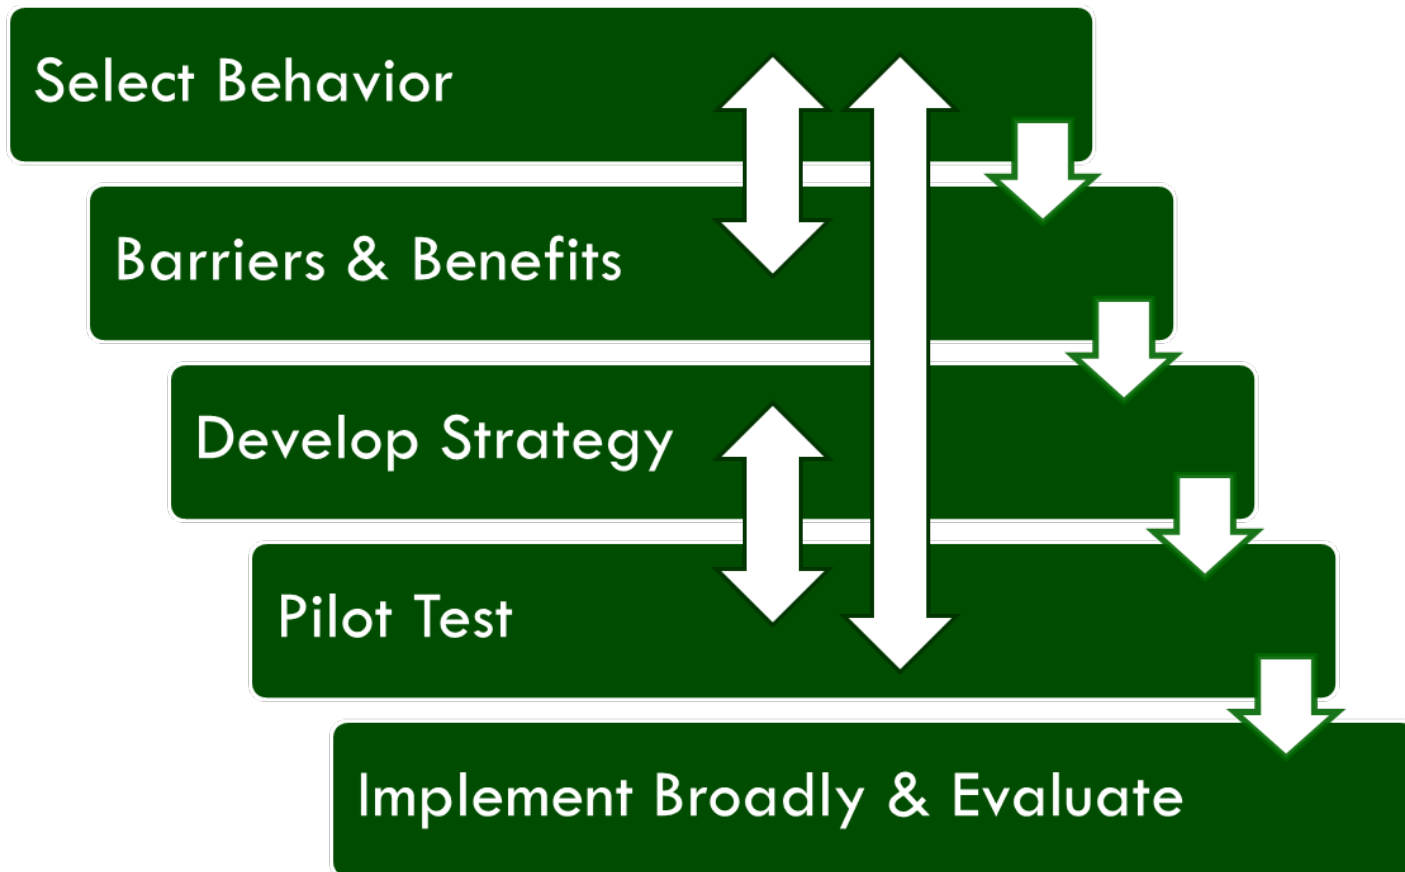 Select Behavior
Barriers & Benefits
Develop Strategy
Pilot Test
Implement Broadly & Evaluate